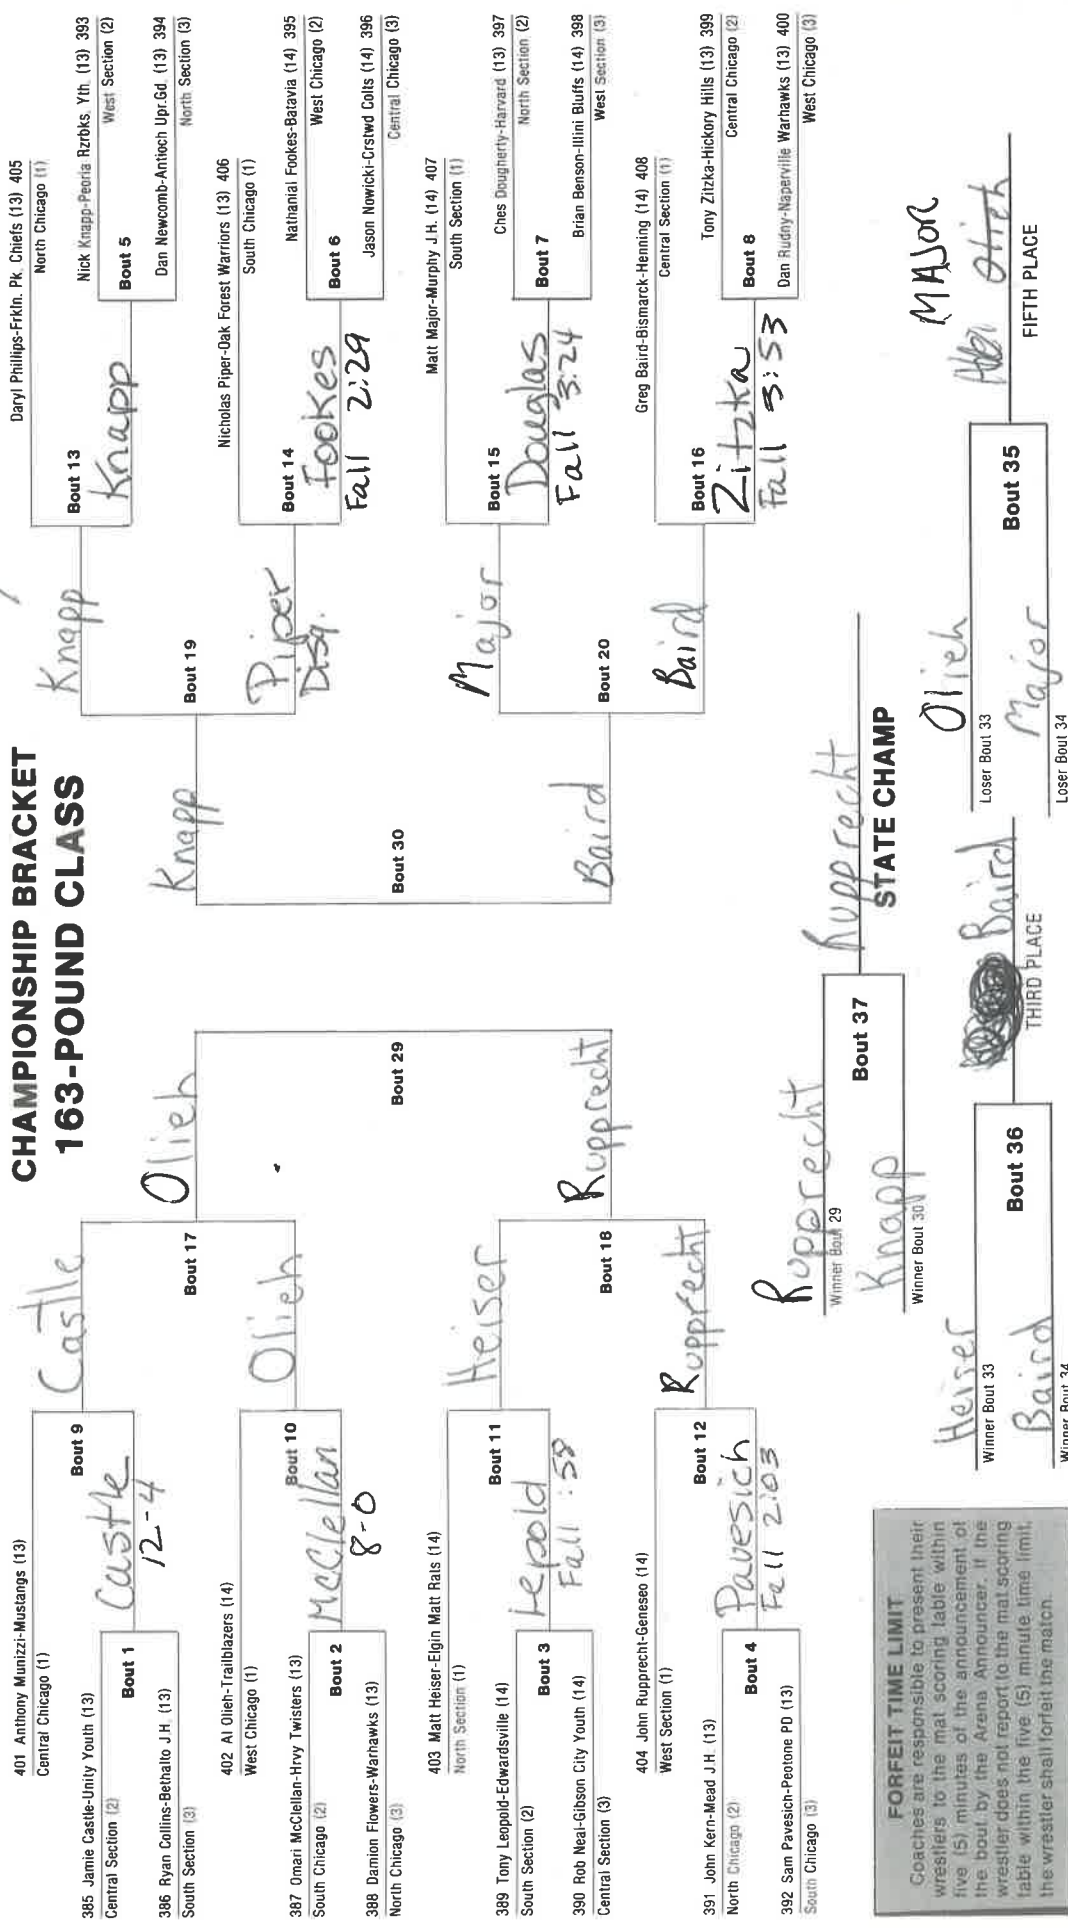 CHAMPIONSHIP BRACKET
163-POUND CLASS
401 Anthony Munizzi-Mustangs (13)
Central Chicago (1)
Bout 9
Castle
385 Jamie Castle-Unity Youth (13)
Central Section (2)
Bout 1
Castle
12-4
386 Ryan Collins-Bethalto J.H. (13)
South Section (3)
Bout 17
Olieh
402 Al Olieh-Trailblazers (14)
West Chicago (1)
Bout 10
Olieh
387 Omari McClellan-Hrvy Twisters (13)
South Chicago (2)
Bout 2
McClellan
8-0
388 Damion Flowers-Warhawks (13)
North Chicago (3)
Bout 29
403 Matt Heiser-Elgin Matt Rats (14)
North Section (1)
Bout 11
Heiser
389 Tony Leopold-Edwardsville (14)
South Section (2)
Bout 3
Lepold
Fall :58
390 Rob Neal-Gibson City Youth (14)
Central Section (3)
Bout 18
Rupprecht
404 John Rupprecht-Geneseo (14)
West Section (1)
Bout 12
Rupprecht
391 John Kern-Mead J.H. (13)
North Chicago (2)
Bout 4
Pavesich
Fall 2:03
392 Sam Pavesich-Peotone PD (13)
South Chicago (3)
Daryl Phillips-Frkln. Pk. Chiefs (13) 405
North Chicago (1)
Bout 13
Knapp
Nick Knapp-Peoria Rzrbks. Yth. (13) 393
West Section (2)
Bout 5
Knapp
Dan Newcomb-Antioch Upr.Gd. (13) 394
North Section (3)
Bout 19
Knapp
Nicholas Piper-Oak Forest Warriors (13) 406
South Chicago (1)
Bout 14
Piper
Disq.
Nathanial Fookes-Batavia (14) 395
West Chicago (2)
Bout 6
Fookes
Fall 2:29
Jason Nowicki-Crstwd Colts (14) 396
Central Chicago (3)
Bout 30
Matt Major-Murphy J.H. (14) 407
South Section (1)
Bout 15
Major
Ches Dougherty-Harvard (13) 397
North Section (2)
Bout 7
Douglas
Fall 3:24
Brian Benson-Illini Bluffs (14) 398
West Section (3)
Bout 20
Baird
Greg Baird-Bismarck-Henning (14) 408
Central Section (1)
Bout 16
Baird
Tony Zitzka-Hickory Hills (13) 399
Central Chicago (2)
Bout 8
Zitzka
Fall 3:53
Dan Rudny-Naperville Warhawks (13) 400
West Chicago (3)
Rupprecht
Winner Bout 29
Bout 37
Rupprecht
STATE CHAMP
Knapp
Winner Bout 30
Heiser
Winner Bout 33
Bout 36
Baird
THIRD PLACE
Baird
Winner Bout 34
Olieh
Loser Bout 33
Bout 35
MAJOR
Olieh
FIFTH PLACE
Major
Loser Bout 34
FORFEIT TIME LIMIT
Coaches are responsible to present their
wrestlers to the mat scoring table within
five (5) minutes of the announcement of
the bout by the Arena Announcer. If the
wrestler does not report to the mat scoring
table within the five (5) minute time limit,
the wrestler shall forfeit the match.